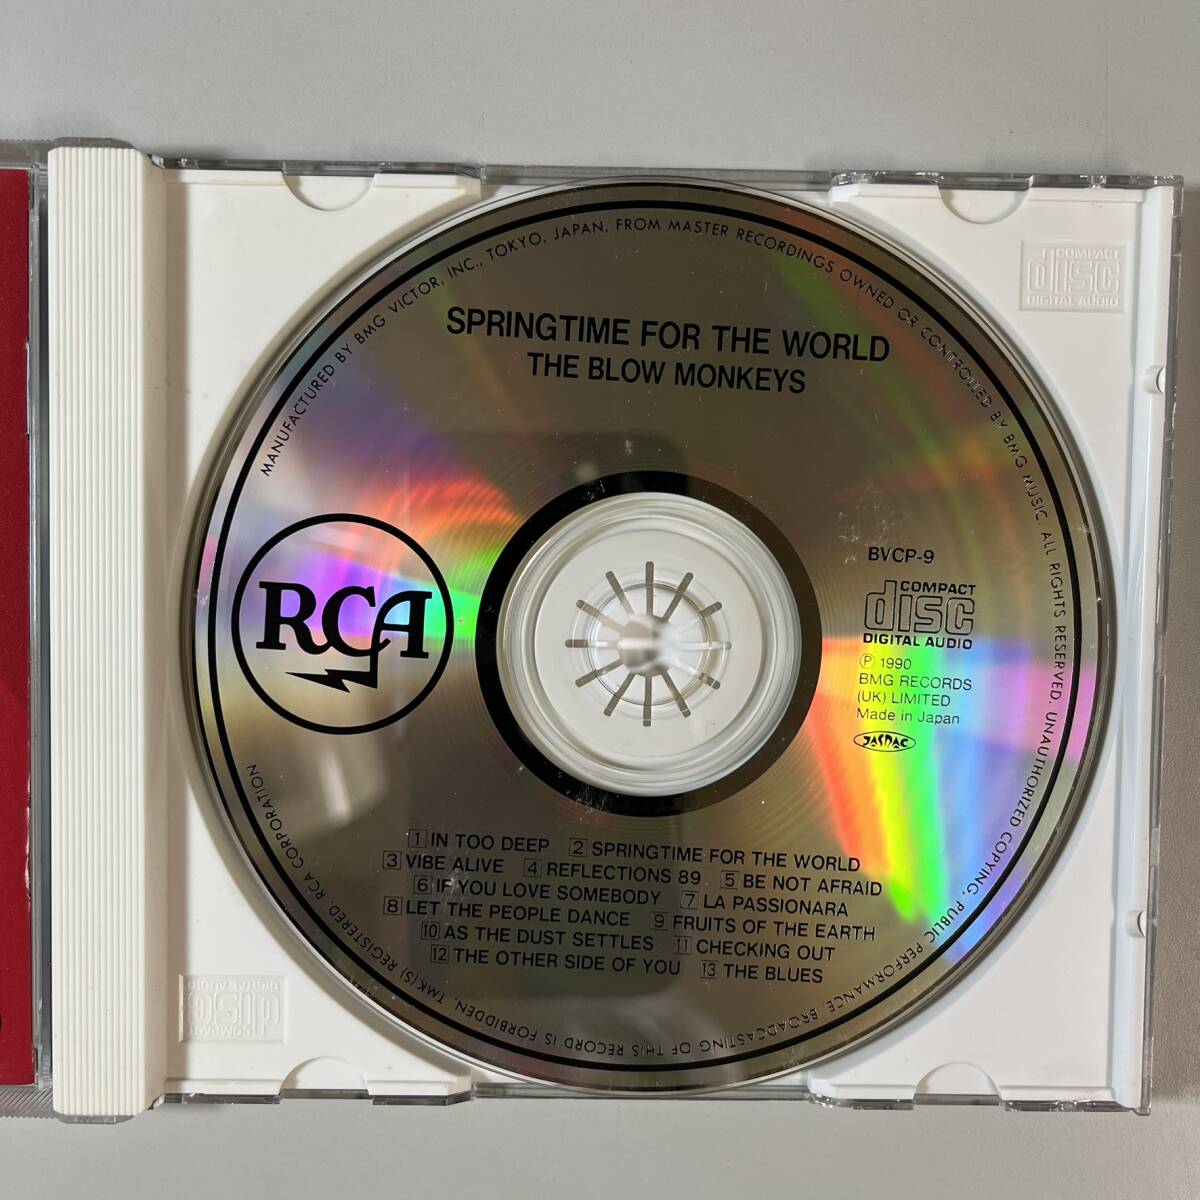 MANUFACTURED BY BMG VICTOR, INC., TOKYO, JAPAN, FROM MASTER RECORDINGS OWNED OR CONTROLLED BY BMG MUSIC. ALL RIGHTS RESERVED. UNAUTHORIZED COPYING, PUBLIC PERFORMANCE, BROADCASTING OF THIS RECORD IS FORBIDDEN. TMK(S) REGISTERED, RCA CORPORATION
SPRINGTIME FOR THE WORLD
THE BLOW MONKEYS
COMPACT
disc
DIGITAL AUDIO
RCA
BVCP-9
COMPACT
disc
DIGITAL AUDIO
Ⓟ 1990
BMG RECORDS
(UK) LIMITED
Made in Japan
JASRAC
1 IN TOO DEEP 2 SPRINGTIME FOR THE WORLD
3 VIBE ALIVE 4 REFLECTIONS 89 5 BE NOT AFRAID
6 IF YOU LOVE SOMEBODY 7 LA PASSIONARA
8 LET THE PEOPLE DANCE 9 FRUITS OF THE EARTH
10 AS THE DUST SETTLES 11 CHECKING OUT
12 THE OTHER SIDE OF YOU 13 THE BLUES
COMPACT
disc
DIGITAL AUDIO